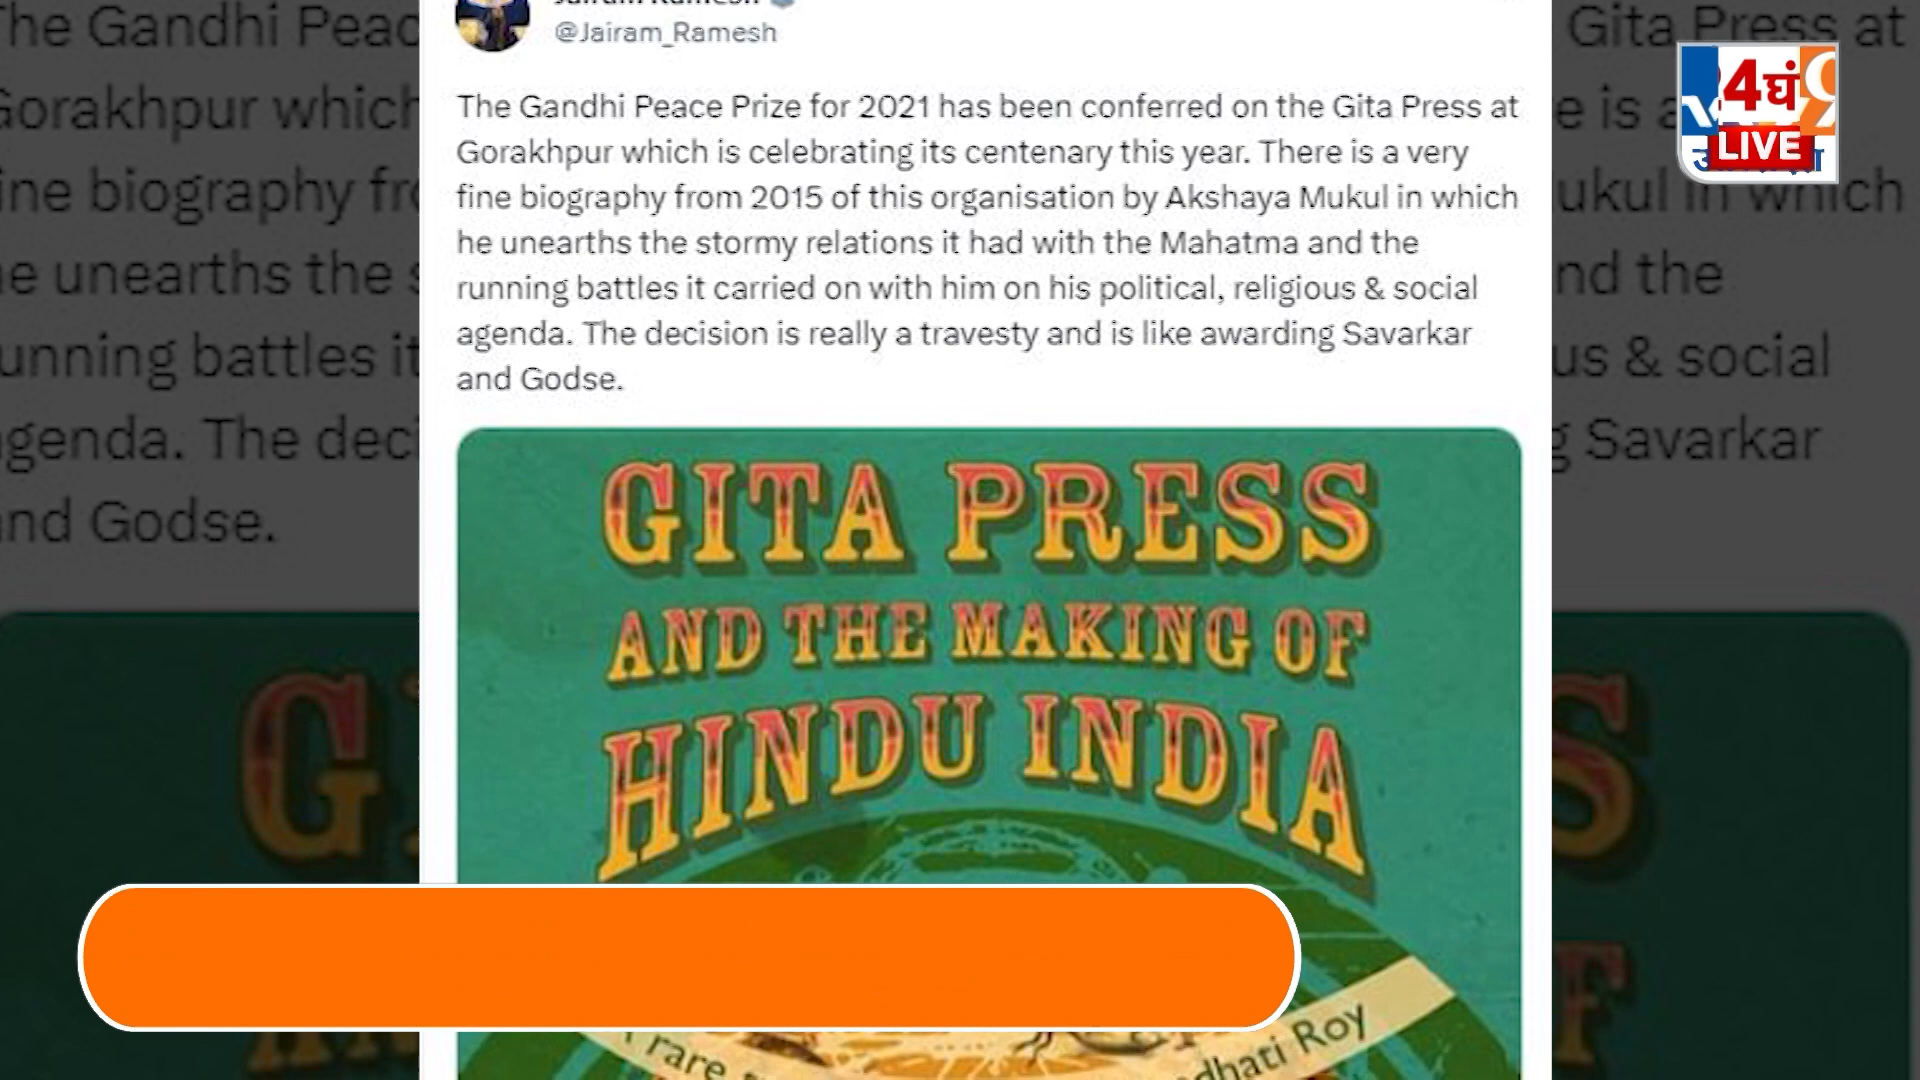 @Jairam_Ramesh
The Gandhi Peace Prize for 2021 has been conferred on the Gita Press at
Gorakhpur which is celebrating its centenary this year. There is a very
fine biography from 2015 of this organisation by Akshaya Mukul in which
he unearths the stormy relations it had with the Mahatma and the
running battles it carried on with him on his political, religious & social
agenda. The decision is really a travesty and is like awarding Savarkar
and Godse.
GITA PRESS
AND THE MAKING OF
HINDU INDIA
rare
dhati Roy
24घं
LIVE